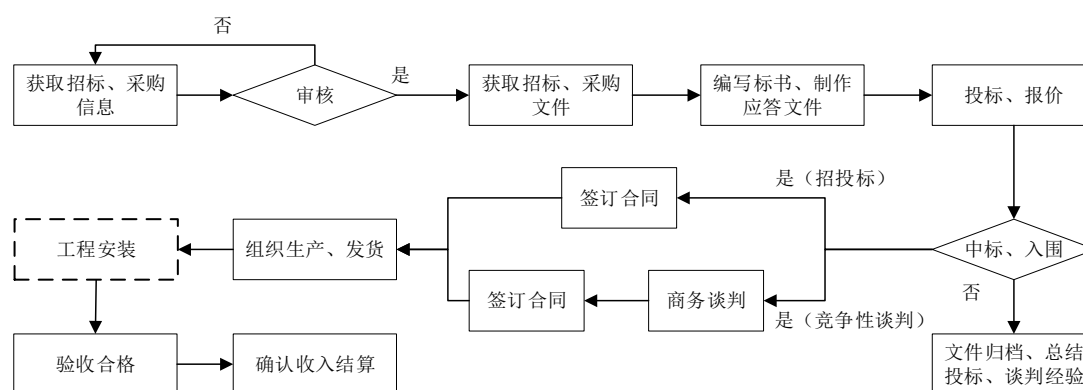 否
获取招标、采购
信息
审核
是
获取招标、采购
文件
编写标书、制作
应答文件
投标、报价
是（招投标）
签订合同
工程安装
组织生产、发货
中标、入围
签订合同
商务谈判
否
是（竞争性谈判）
验收合格
确认收入结算
文件归档、总结
投标、谈判经验